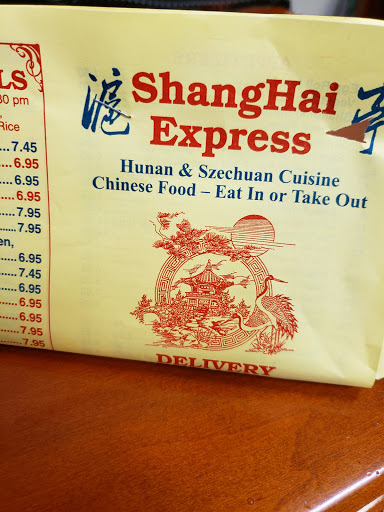 LS
30 pm
Rice
7.45
6.95
6.95
6.95
7.95
7.95
en,
6.95
7.45
6.95
6.95
7.95
7.95
滬 ShangHai 亭
Express
Hunan & Szechuan Cuisine
Chinese Food – Eat In or Take Out
DELIVERY